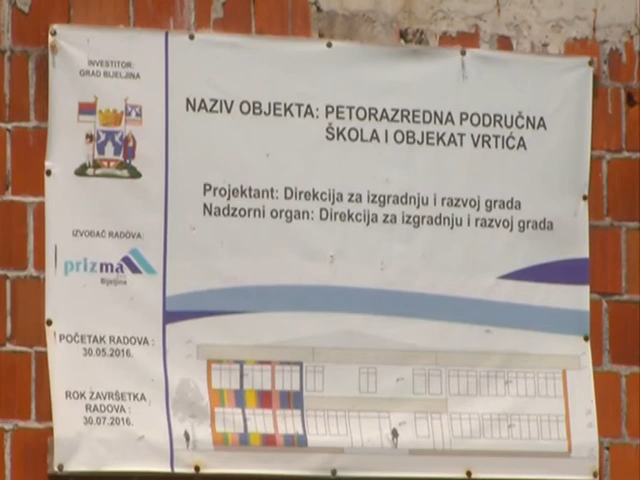 INVESTITOR:
GRAD BIJELJINA
IZVOĐAČ RADOVA:
prizma
Bijeljina
POČETAK RADOVA :
30.05.2016.
ROK ZAVRŠETKA
RADOVA :
30.07.2016.
NAZIV OBJEKTA: PETORAZREDNA PODRUČNA
ŠKOLA I OBJEKAT VRTIĆA
Projektant: Direkcija za izgradnju i razvoj grada
Nadzorni organ: Direkcija za izgradnju i razvoj grada